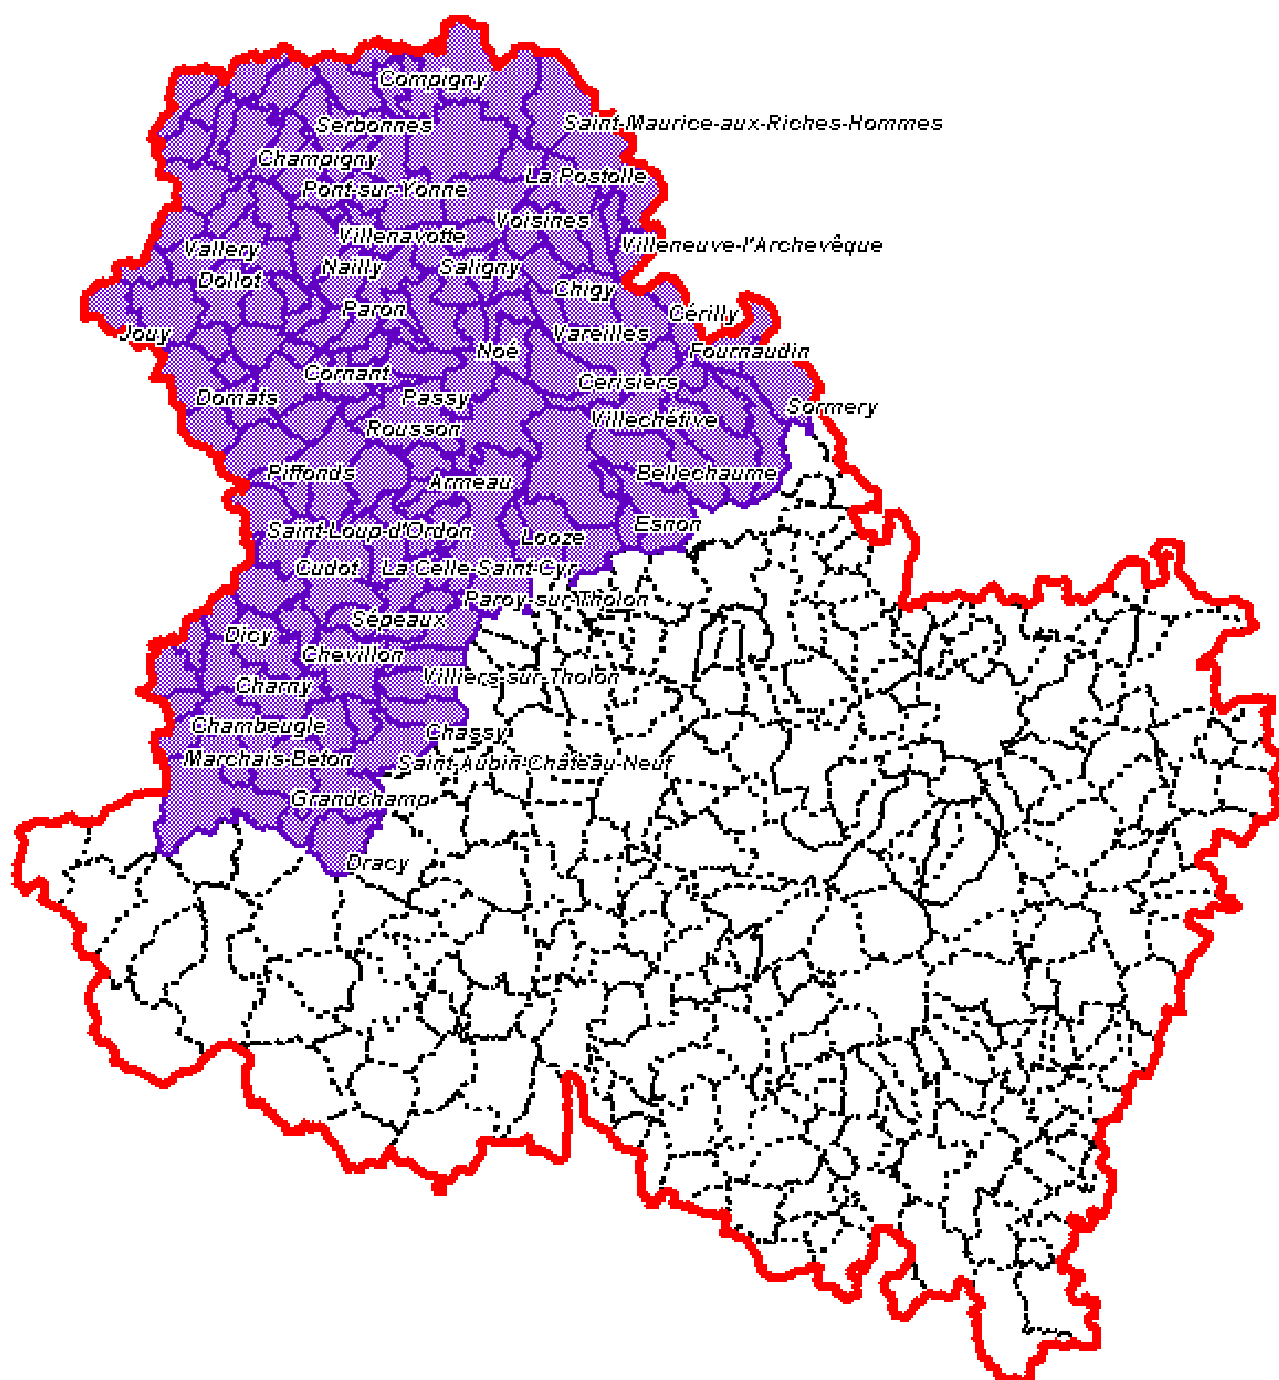 Compigny
Serbonnes
Saint-Maurice-aux-Riches-Hommes
Champigny
La Postolle
Pont-sur-Yonne
Voisines
Villenavotte
Villeneuve-l'Archevêque
Vallery
Nailly
Saligny
Dollot
Chigy
Paron
Cérilly
Jouy
Vareilles
Noé
Fournaudin
Cornant
Cerisiers
Domats
Passy
Sormery
Villechétive
Rousson
Piffonds
Armeau
Bellechaume
Saint-Loup-d'Ordon
Looze
Esnon
Cudot
La Celle-Saint-Cyr
Paroy-sur-Tholon
Sépeaux
Dicy
Chevillon
Villiers-sur-Tholon
Charny
Chambeugle
Chassy
Marchais-Beton
Saint-Aubin-Château-Neuf
Grandchamp
Dracy